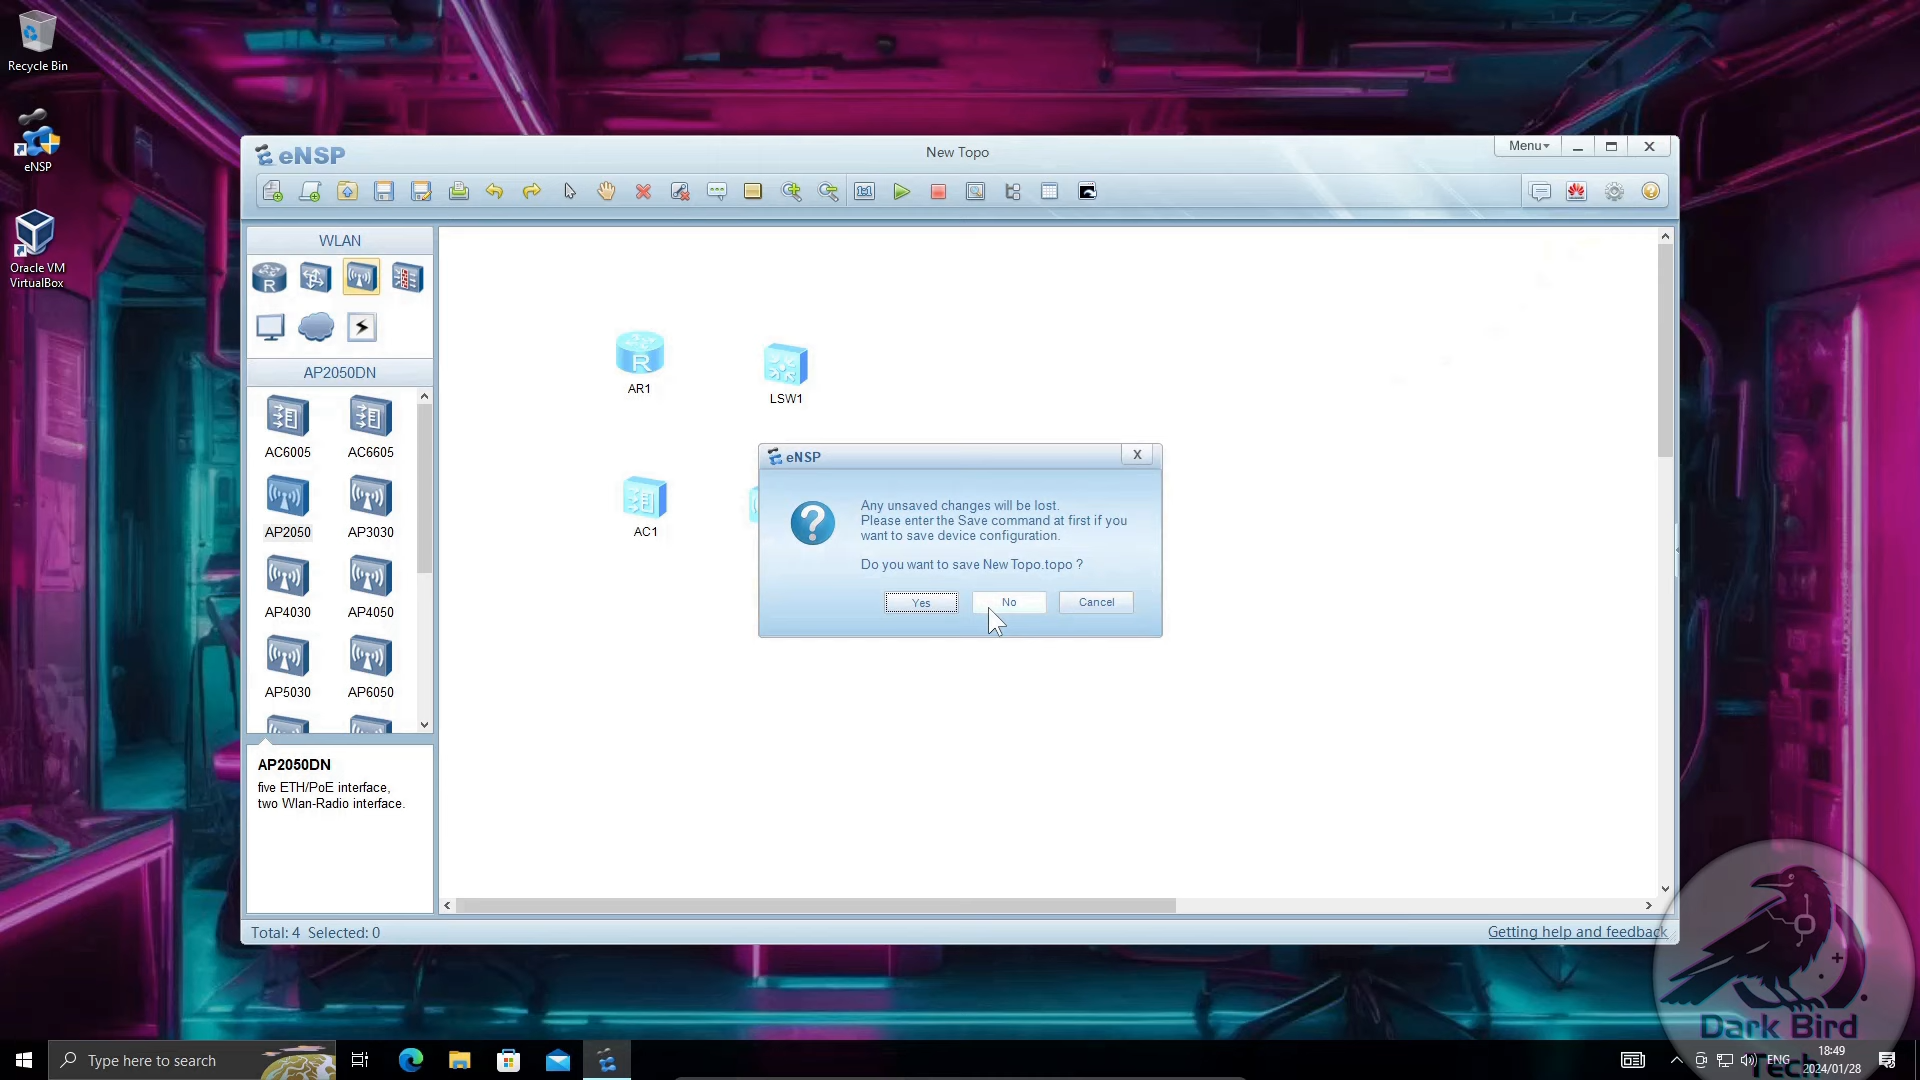 Recycle Bin
eNSP
Oracle VM
VirtualBox
eNSP
New Topo
Menu
WLAN
R
AP2050DN
AC6005
AC6605
AP2050
AP3030
AP4030
AP4050
AP5030
AP6050
AP2050DN
five ETH/PoE interface,
two Wlan-Radio interface.
R
AR1
LSW1
AC1
eNSP
X
Any unsaved changes will be lost.
Please enter the Save command at first if you
want to save device configuration.
Do you want to save New Topo.topo ?
Yes
No
Cancel
Total: 4 Selected: 0
Getting help and feedback
Dark Bird
Tech
Type here to search
ENG
18:49
2024/01/28